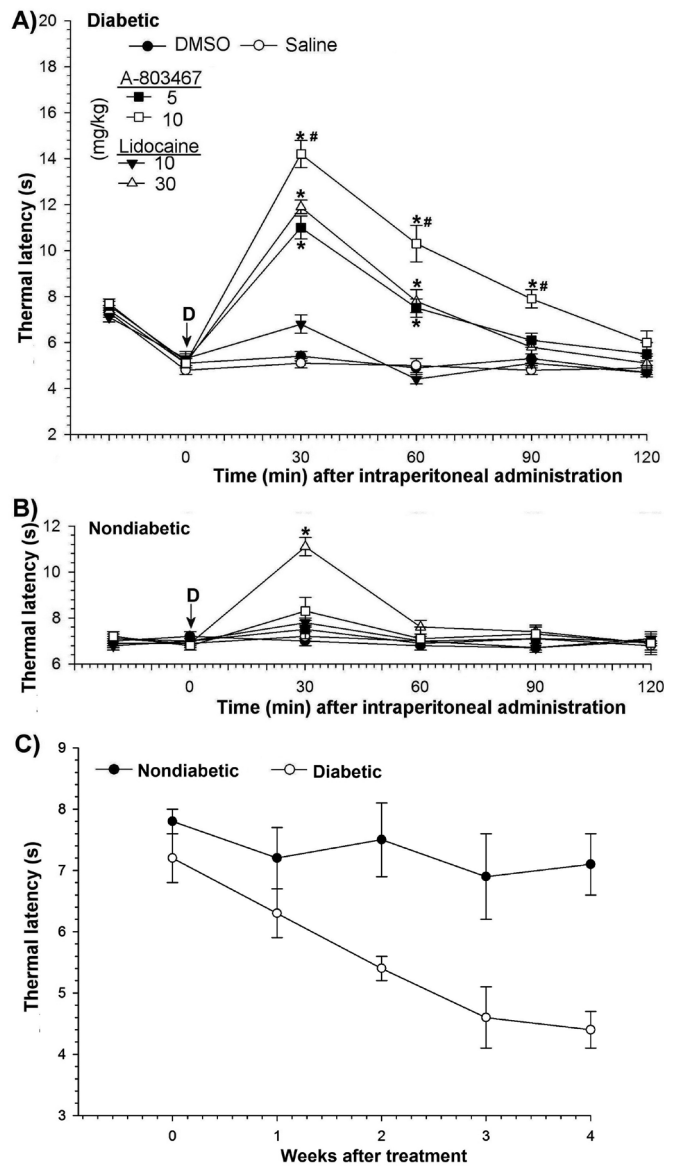 A)
Diabetic
DMSO Saline
A-803467
5
10
Lidocaine
10
30
(mg/kg)
Thermal latency (s)
20
18
16
14
12
10
8
6
4
2
D
* #
*
*
* #
*
*
* #
0 30 60 90 120
Time (min) after intraperitoneal administration
B)
Nondiabetic
Thermal latency (s)
12
10
8
6
D
*
0 30 60 90 120
Time (min) after intraperitoneal administration
C)
Nondiabetic Diabetic
Thermal latency (s)
9
8
7
6
5
4
3
0 1 2 3 4
Weeks after treatment